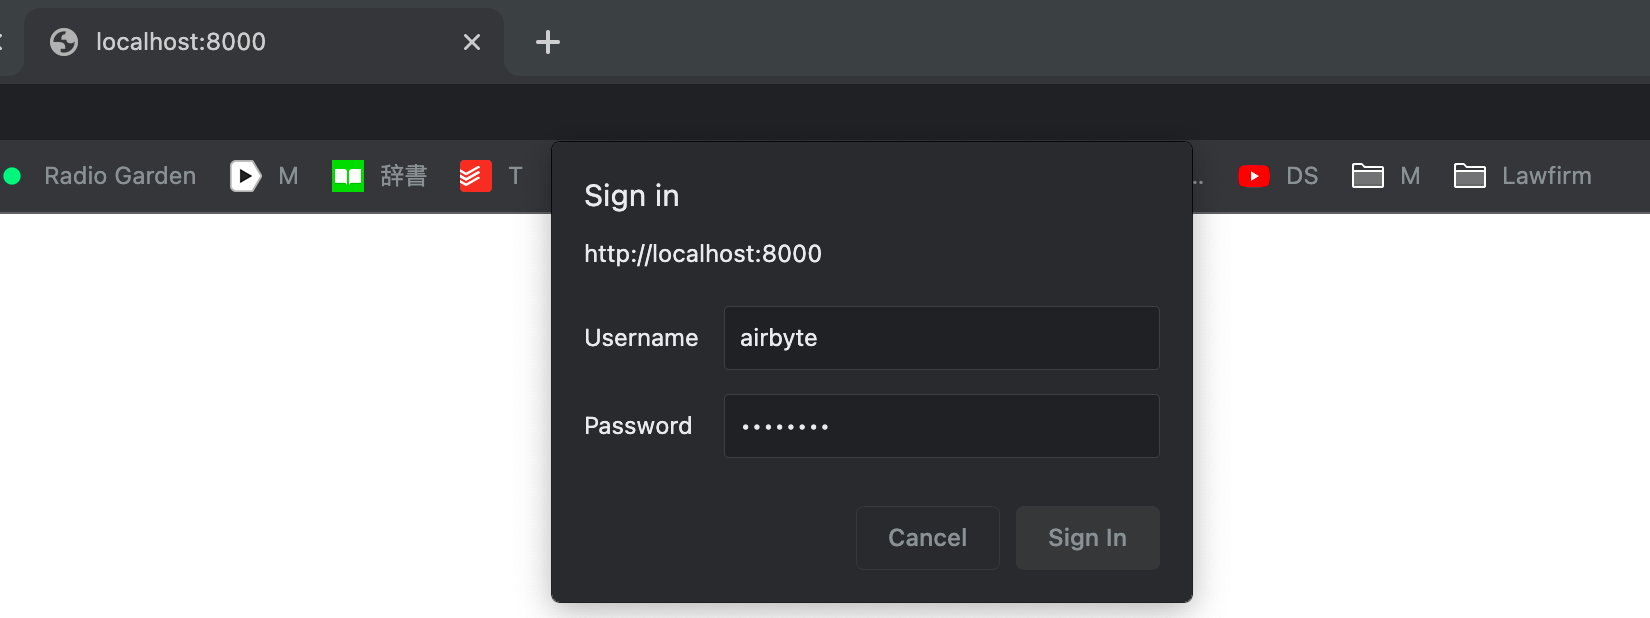 localhost:8000
Radio Garden M 辞書 T .. DS M Lawfirm
Sign in
http://localhost:8000
Username airbyte
Password ••••••••
Cancel Sign In